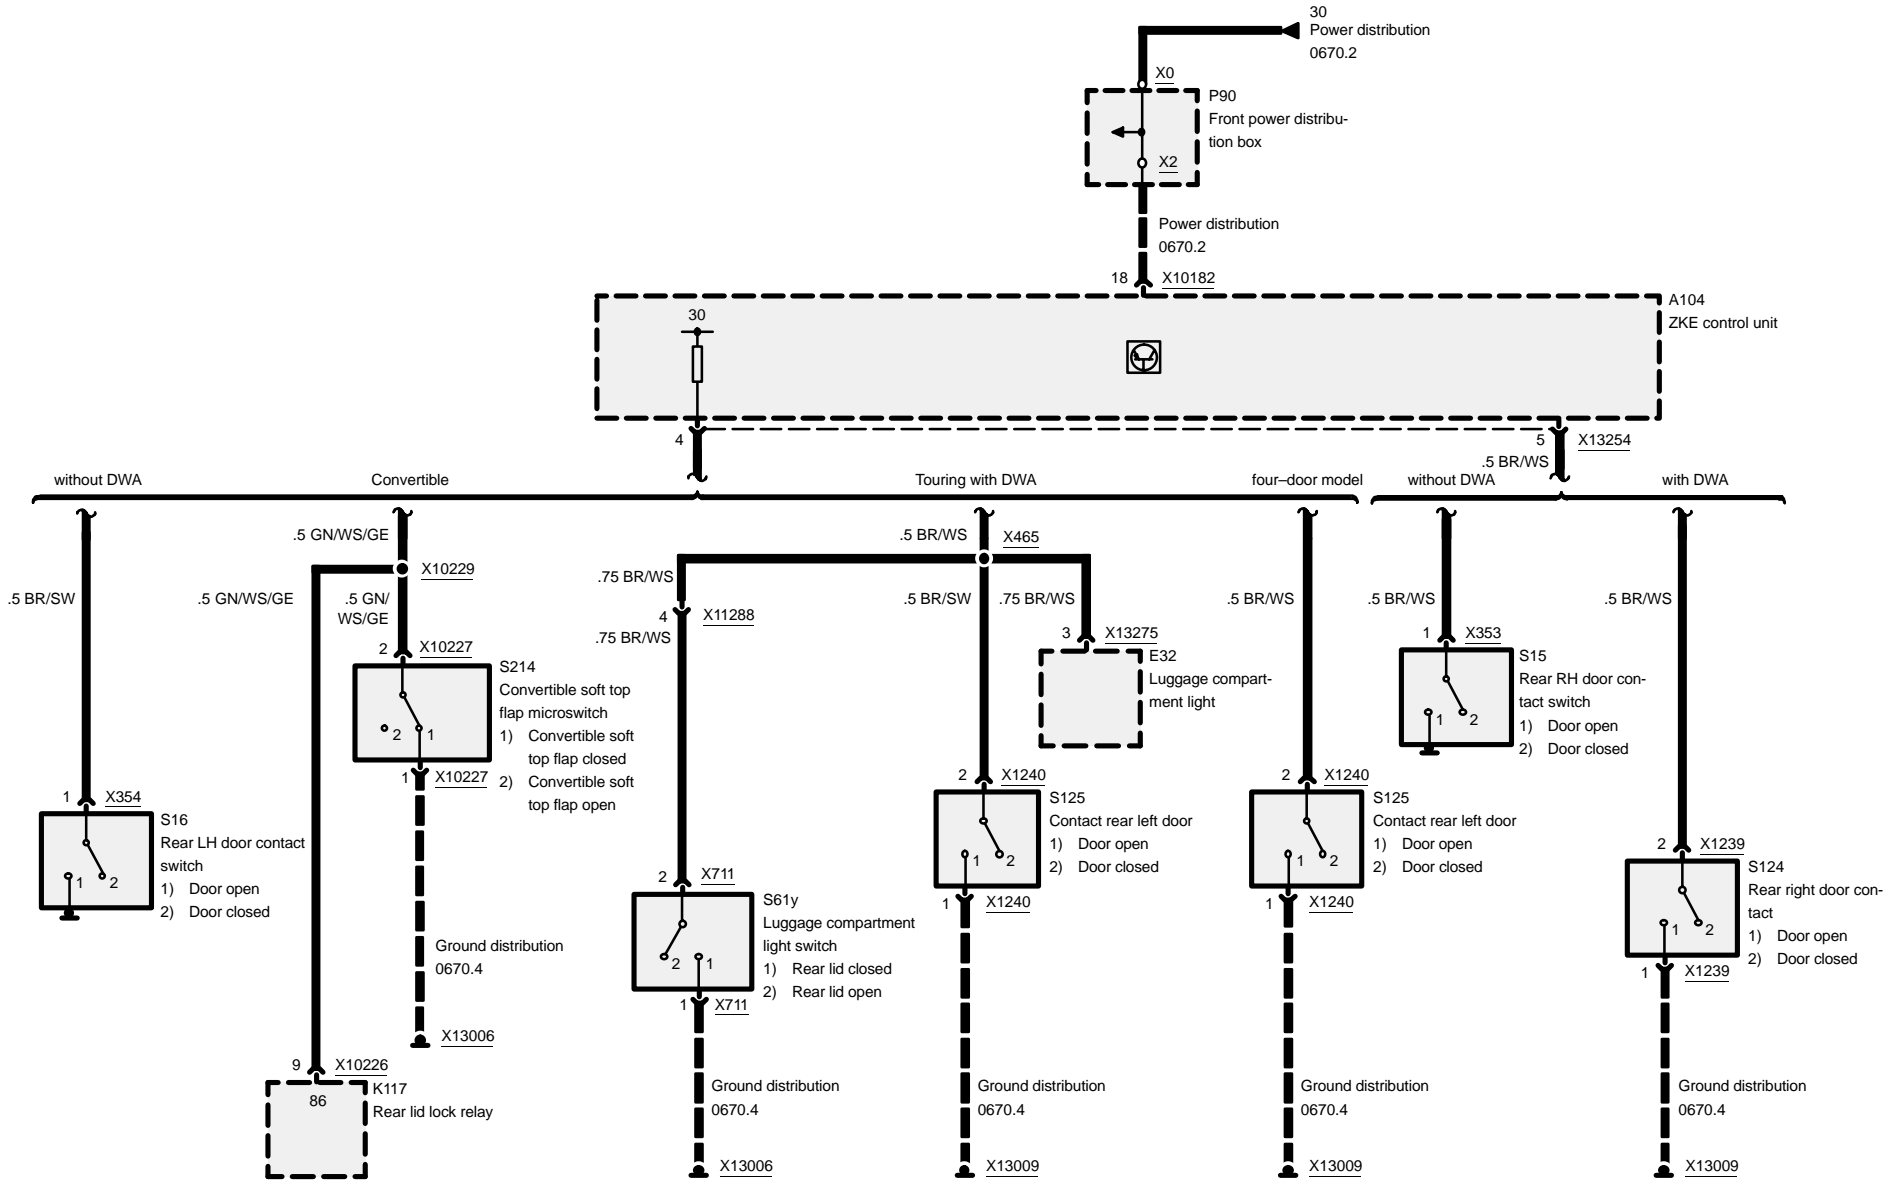 30
Power distribution
0670.2
X0
P90
Front power distribu-
tion box
X2
Power distribution
0670.2
18
X10182
A104
ZKE control unit
30
4
5
X13254
.5 BR/WS
without DWA
Convertible
Touring with DWA
four–door model
without DWA
with DWA
.5 GN/WS/GE
.5 BR/WS
X465
X10229
.75 BR/WS
.5 BR/SW
.5 GN/WS/GE
.5 GN/
WS/GE
.5 BR/SW
.75 BR/WS
.5 BR/WS
.5 BR/WS
.5 BR/WS
4
X11288
.75 BR/WS
3
X13275
1
X353
2
X10227
E32
Luggage compart-
ment light
S15
Rear RH door con-
tact switch
1) Door open
2) Door closed
1
2
S214
Convertible soft top
flap microswitch
1) Convertible soft
top flap closed
2) Convertible soft
top flap open
2
1
1
X10227
2
X1240
2
X1240
1
X354
S16
Rear LH door contact
switch
1) Door open
2) Door closed
1
2
S125
Contact rear left door
1) Door open
2) Door closed
1
2
S125
Contact rear left door
1) Door open
2) Door closed
1
2
2
X1239
S124
Rear right door con-
tact
1) Door open
2) Door closed
1
2
2
X711
S61y
Luggage compartment
light switch
1) Rear lid closed
2) Rear lid open
2
1
1
X1240
1
X1240
1
X1239
1
X711
Ground distribution
0670.4
X13006
9
X10226
K117
Rear lid lock relay
86
Ground distribution
0670.4
Ground distribution
0670.4
Ground distribution
0670.4
Ground distribution
0670.4
X13006
X13009
X13009
X13009